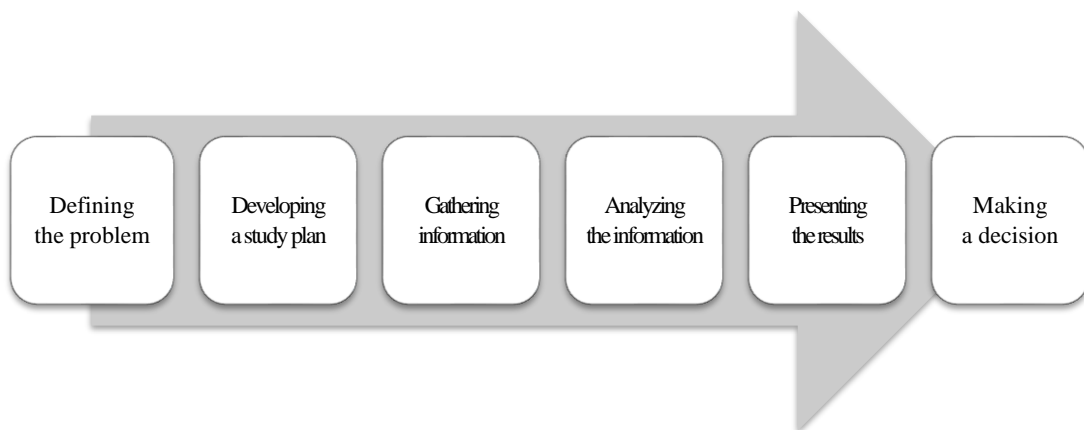 Defining
the problem
Developing
a study plan
Gathering
information
Analyzing
the information
Presenting
the results
Making
a decision